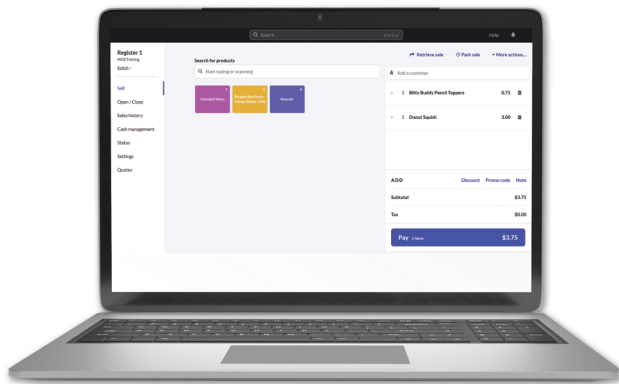 Search
Help
Register 1
WCB Training
Switch
Sell
Open / Close
Sales history
Cash management
Status
Settings
Quotes
Search for products
Start typing or scanning
Retrieve sale
Park sale
More actions...
Add a customer
1 Bitty Buddy Pencil Toppers 0.75
1 Donut Squish 3.00
ADD
Discount Promo code Note
Subtotal $3.75
Tax $0.00
Pay 2 items $3.75